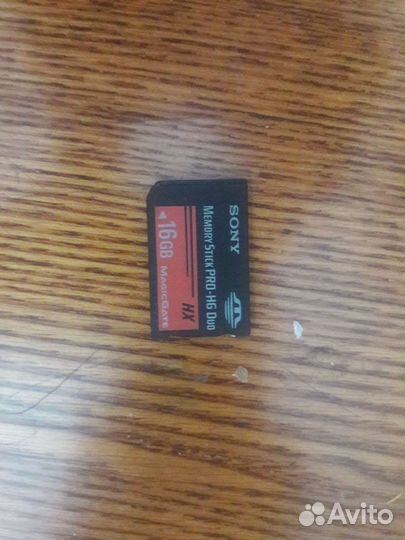 SONY
MEMORY STICK PRO-HG DUO
HX
16GB MAGICGATE
Avito